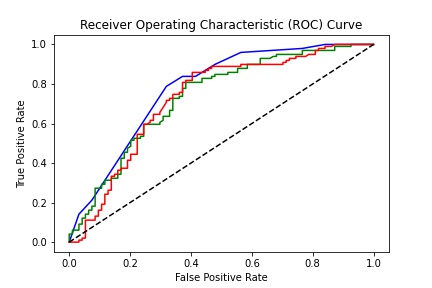 Receiver Operating Characteristic (ROC) Curve
True Positive Rate
1.0
0.8
0.6
0.4
0.2
0.0
0.0 0.2 0.4 0.6 0.8 1.0
False Positive Rate